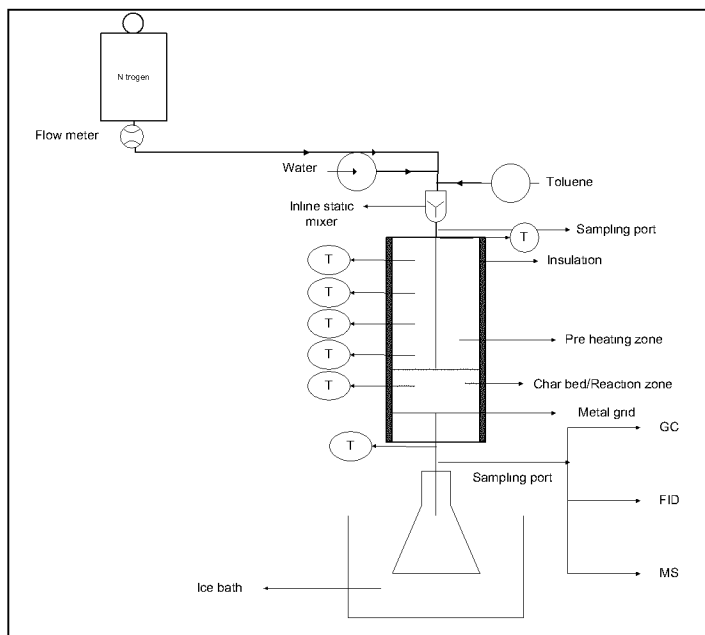 Nitrogen
Flow meter
Water
Toluene
Inline static
mixer
Sampling port
T
T
Insulation
T
T
Pre heating zone
T
T
Char bed/Reaction zone
Metal grid
GC
T
Sampling port
FID
MS
Ice bath